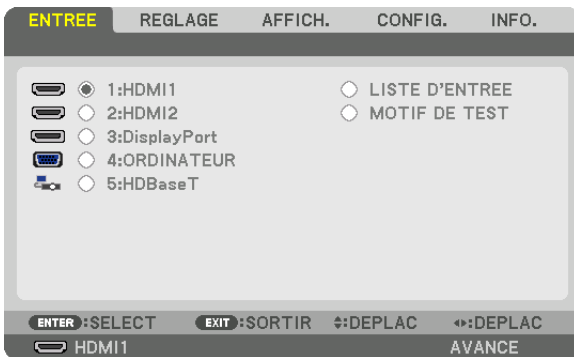 ENTREE REGLAGE AFFICH. CONFIG. INFO.
1:HDMI1 LISTE D'ENTREE
2:HDMI2 MOTIF DE TEST
3:DisplayPort
4:ORDINATEUR
5:HDBaseT
ENTER:SELECT EXIT:SORTIR :DEPLAC :DEPLAC
HDMI1 AVANCE